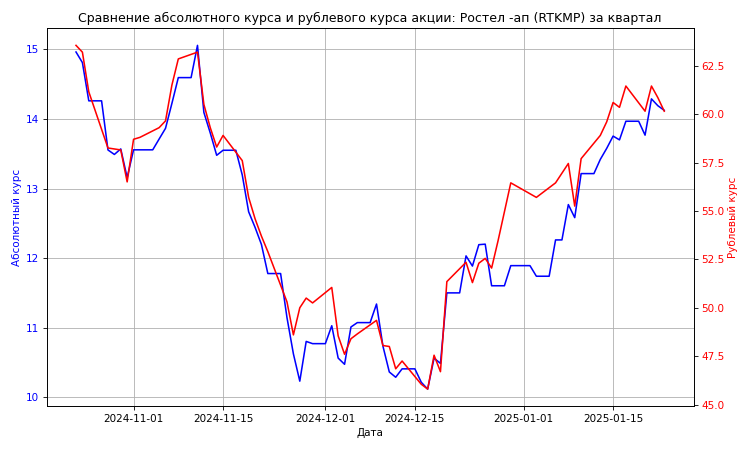 Сравнение абсолютного курса и рублевого курса акции: Ростел -ап (RTKMP) за квартал
15
14
13
12
11
10
Абсолютный курс
62.5
60.0
57.5
55.0
52.5
50.0
47.5
45.0
Рублевый курс
2024-11-01 2024-11-15 2024-12-01 2024-12-15 2025-01-01 2025-01-15
Дата